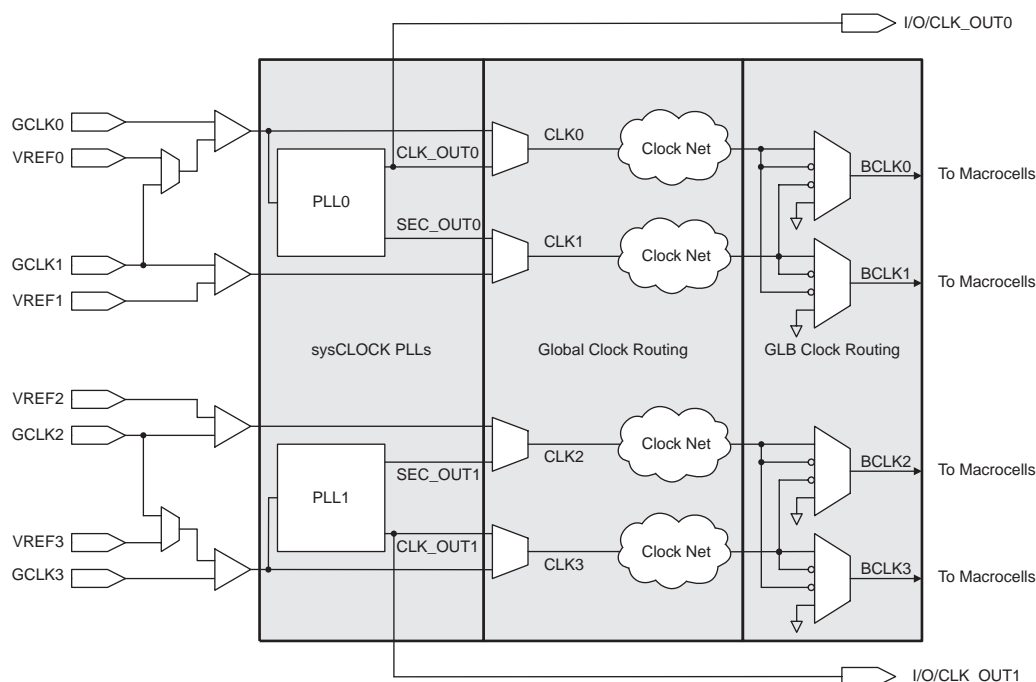 I/O/CLK_OUT0
GCLK0
VREF0
CLK_OUT0
CLK0
Clock Net
BCLK0
To Macrocells
PLL0
SEC_OUT0
GCLK1
VREF1
CLK1
Clock Net
BCLK1
To Macrocells
sysCLOCK PLLs
Global Clock Routing
GLB Clock Routing
VREF2
GCLK2
Clock Net
CLK2
BCLK2
To Macrocells
SEC_OUT1
PLL1
VREF3
GCLK3
CLK_OUT1
CLK3
Clock Net
BCLK3
To Macrocells
I/O/CLK_OUT1